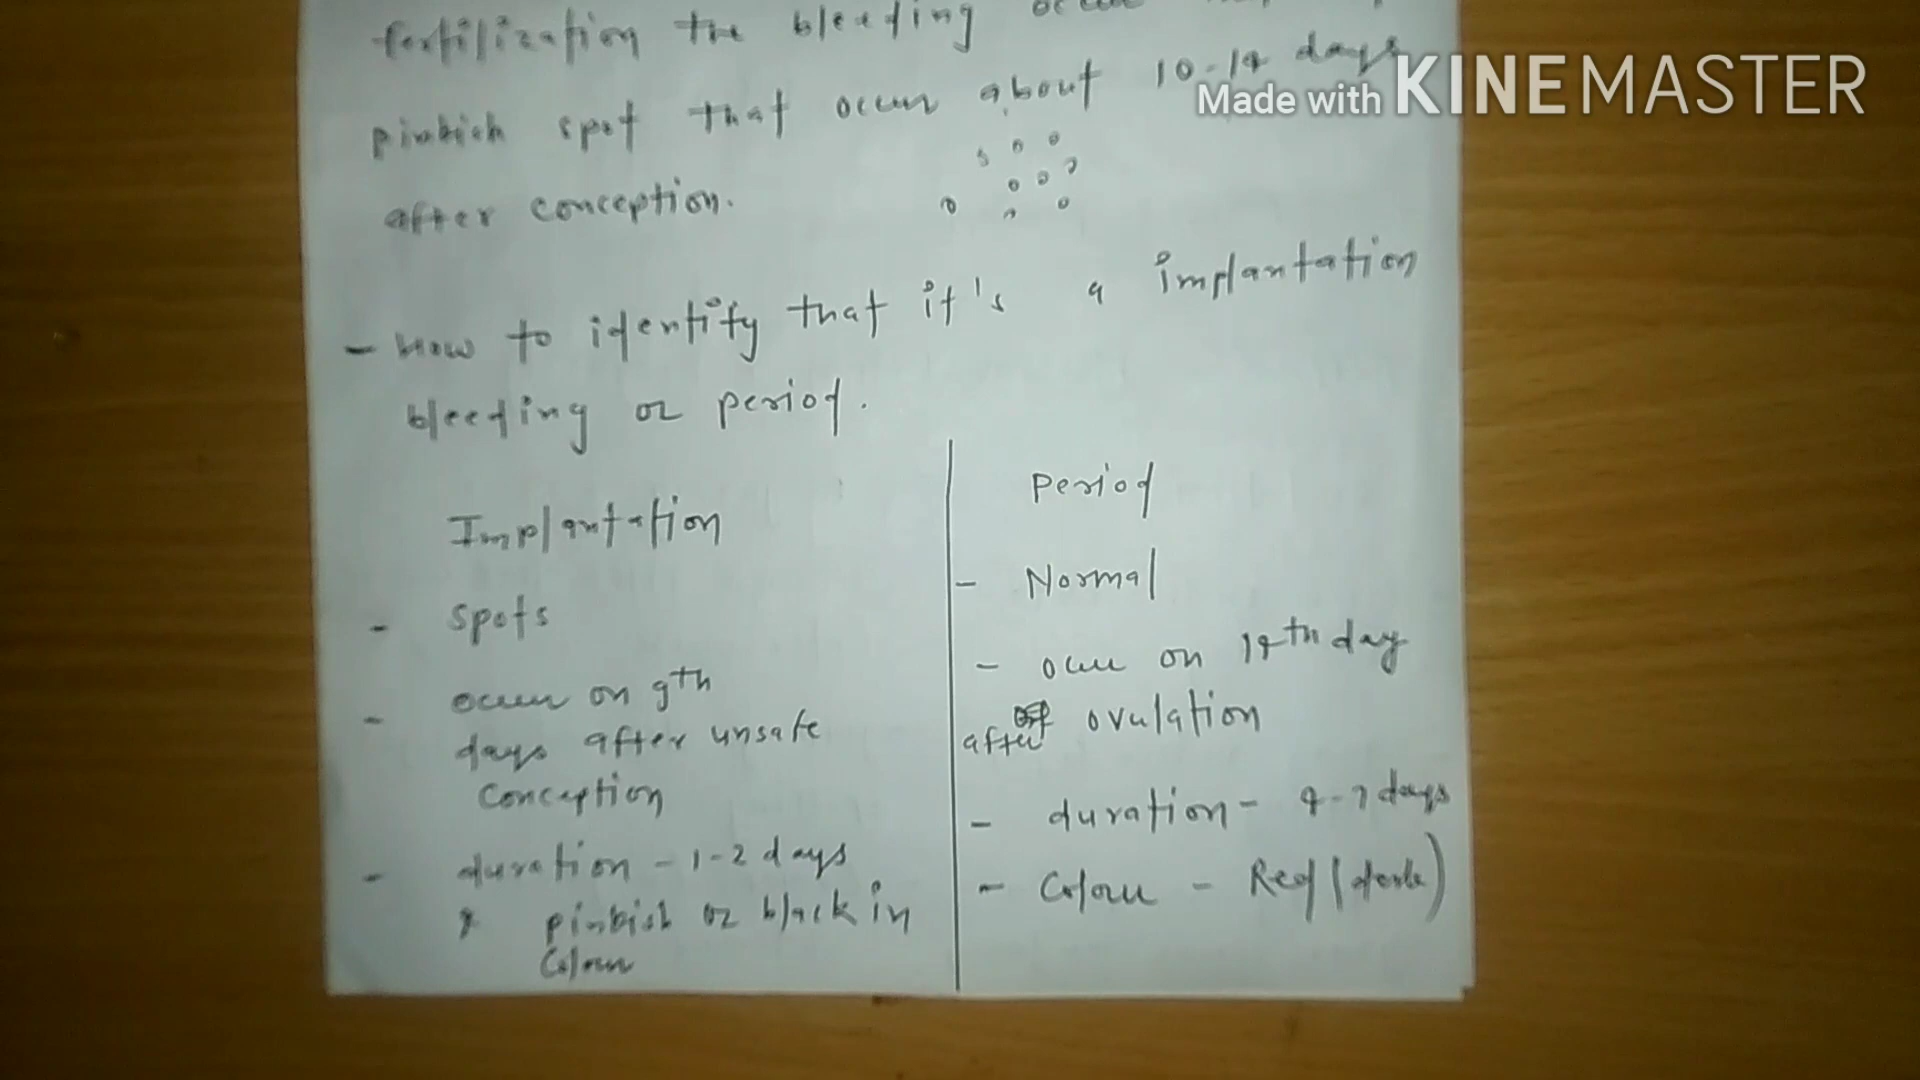 fertilization the bleeding occur
pinkish spot that occur about 10-14 days
after conception.
- How to identify that it's a implantation
bleeding or period.
Implantation
- spots
- occur on 9th
days after unsafe
conception
- duration - 1-2 days
pinkish or black in
colour
Period
- Normal
- occur on 14th day
after ovulation
- duration - 4-7 days
- Colour - Red (dark)
Made with KINEMASTER